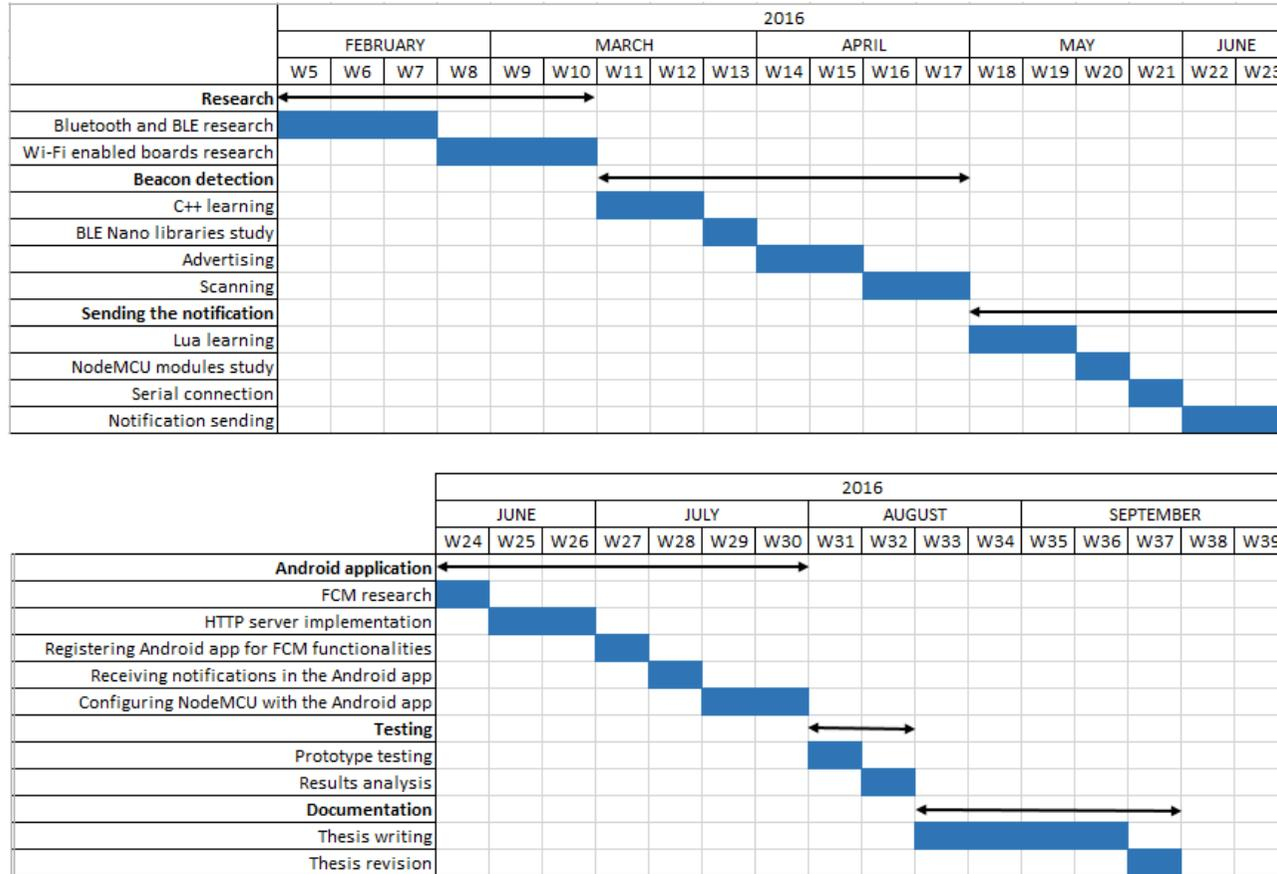 2016
FEBRUARY MARCH APRIL MAY JUNE
W5 W6 W7 W8 W9 W10 W11 W12 W13 W14 W15 W16 W17 W18 W19 W20 W21 W22 W23
Research
Bluetooth and BLE research
Wi-Fi enabled boards research
Beacon detection
C++ learning
BLE Nano libraries study
Advertising
Scanning
Sending the notification
Lua learning
NodeMCU modules study
Serial connection
Notification sending
2016
JUNE JULY AUGUST SEPTEMBER
W24 W25 W26 W27 W28 W29 W30 W31 W32 W33 W34 W35 W36 W37 W38 W39
Android application
FCM research
HTTP server implementation
Registering Android app for FCM functionalities
Receiving notifications in the Android app
Configuring NodeMCU with the Android app
Testing
Prototype testing
Results analysis
Documentation
Thesis writing
Thesis revision